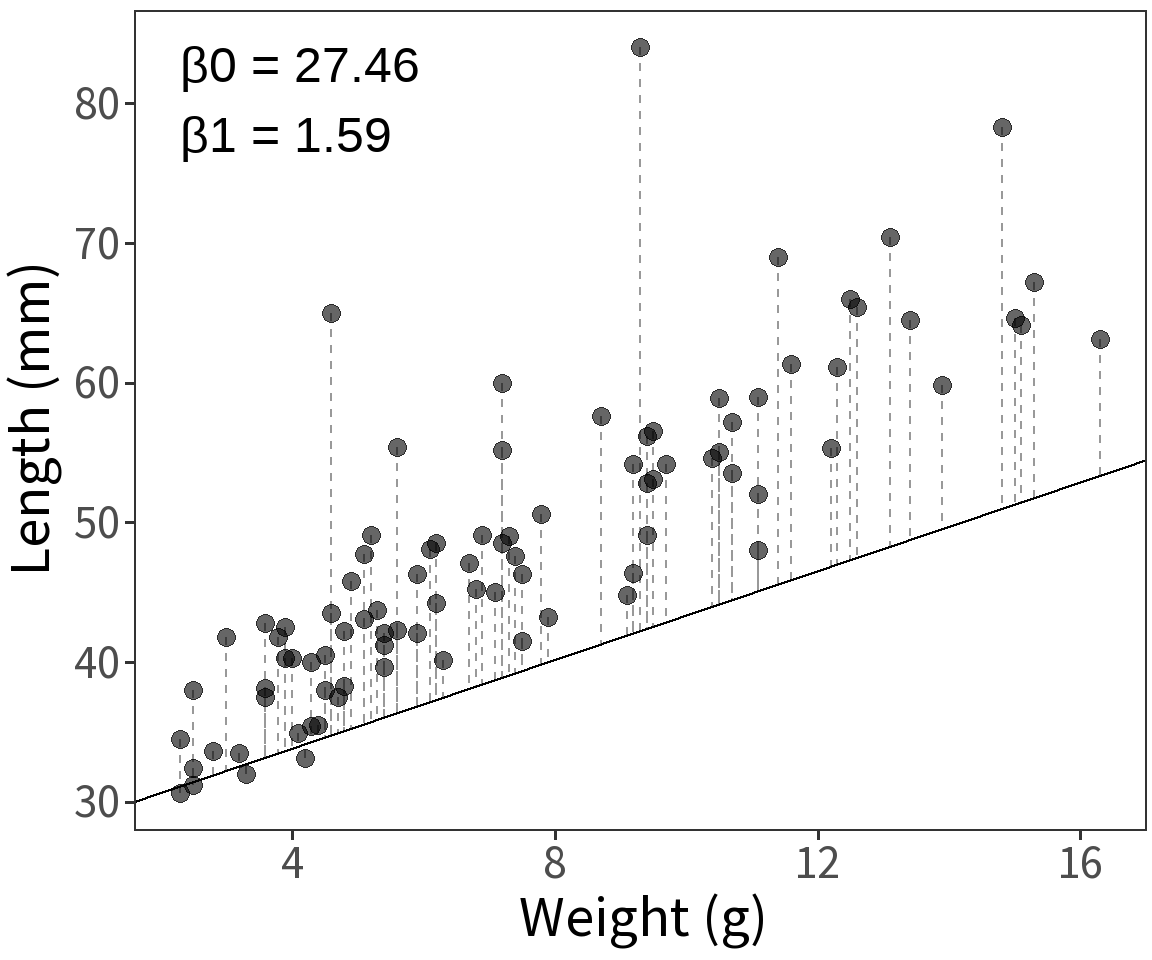 β0 = 27.46
β1 = 1.59
80
70
60
50
40
30
Length (mm)
4
8
12
16
Weight (g)